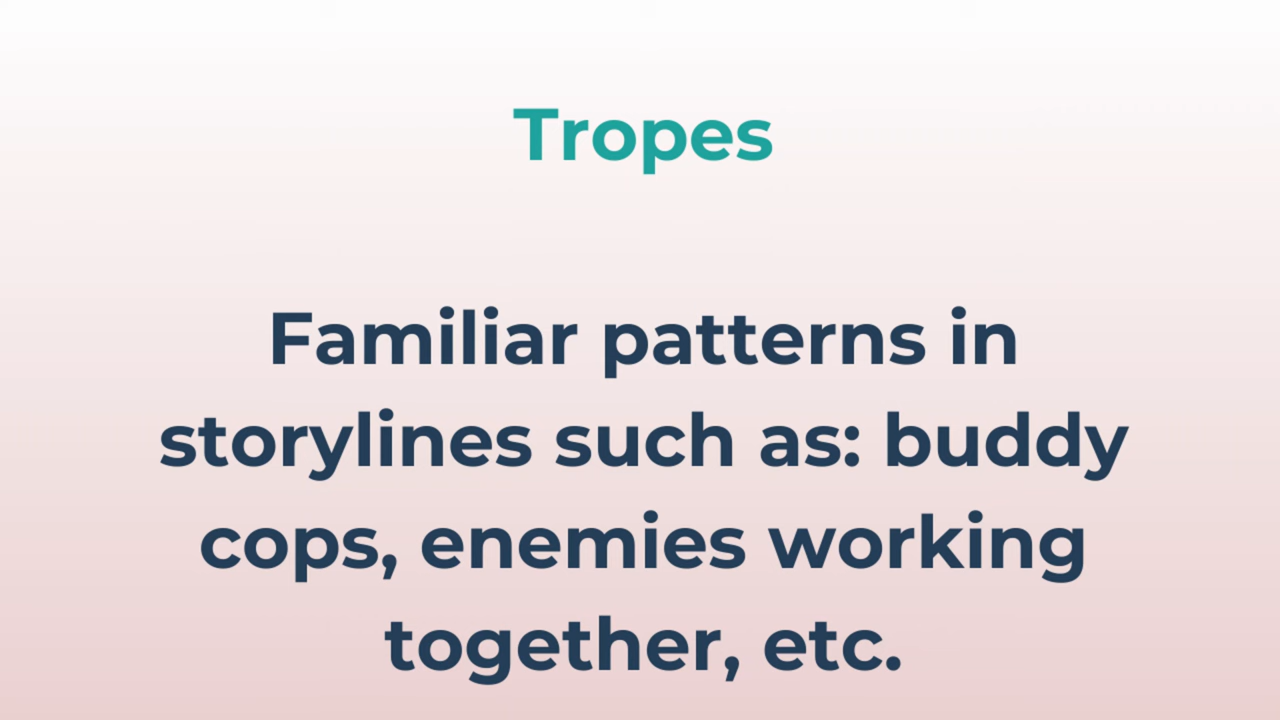 Tropes
Familiar patterns in
storylines such as: buddy
cops, enemies working
together, etc.